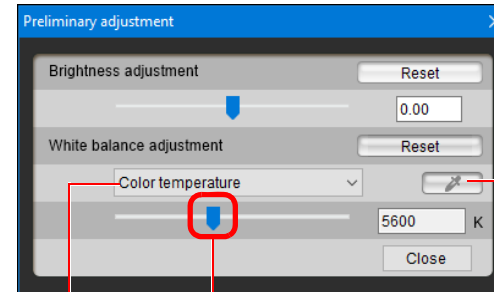 Preliminary adjustment
Brightness adjustment Reset
0.00
White balance adjustment Reset
Color temperature
5600 K
Close